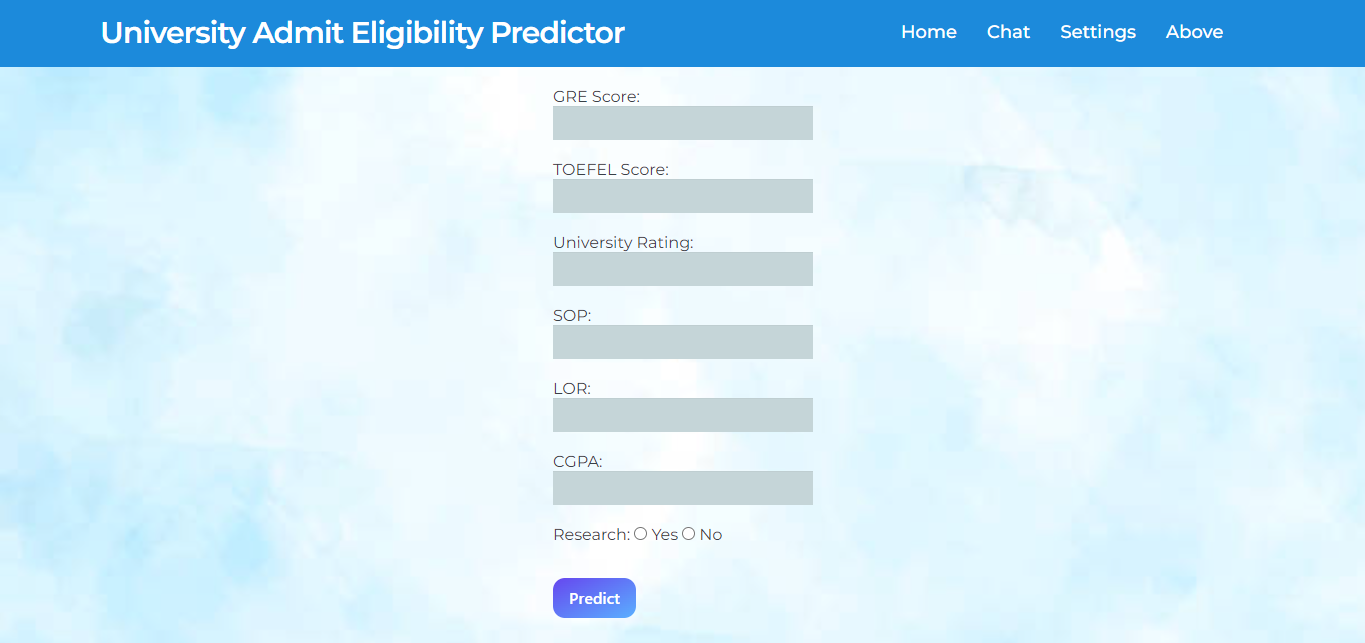 University Admit Eligibility Predictor
Home Chat Settings Above
GRE Score:
TOEFEL Score:
University Rating:
SOP:
LOR:
CGPA:
Research: Yes No
Predict